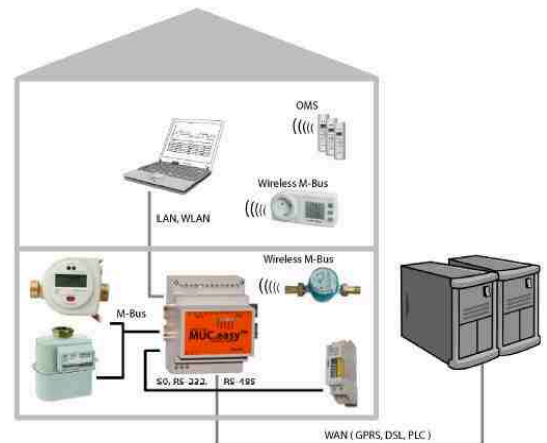 OMS
Wireless M-Bus
LAN, WLAN
Wireless M-Bus
M-Bus
MUC.easy
S0, RS-232, RS-485
WAN ( GPRS, DSL, PLC )